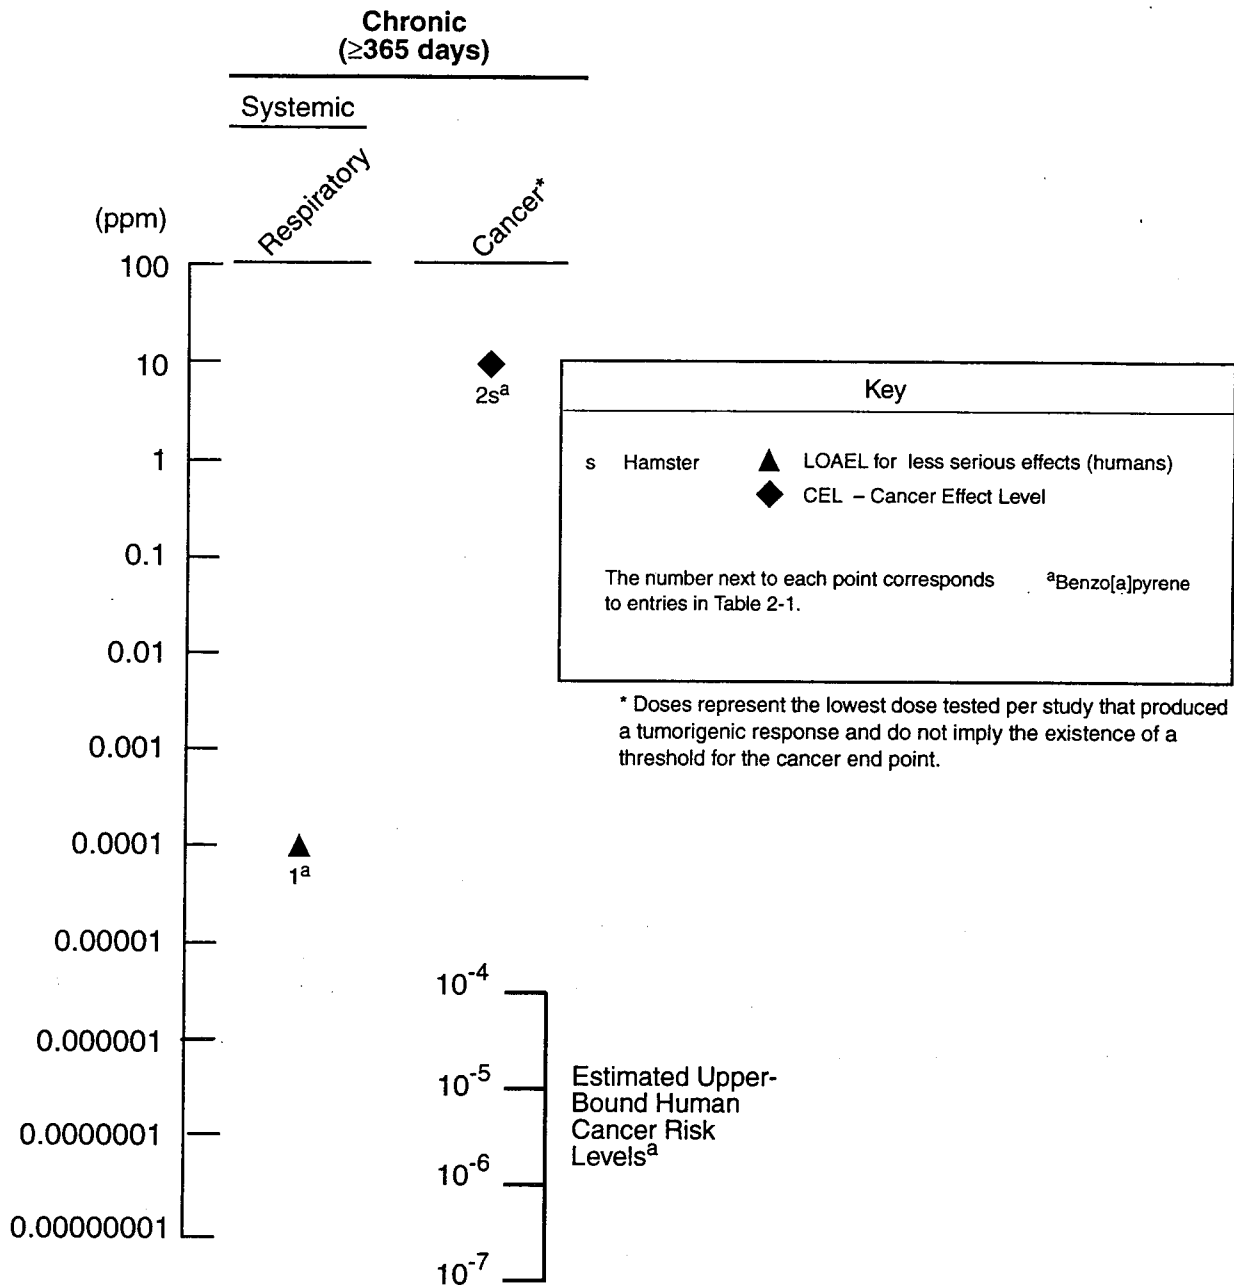 Chronic
(≥365 days)
Systemic
Respiratory
Cancer*
(ppm)
100
10
1
0.1
0.01
0.001
0.0001
0.00001
0.000001
0.0000001
0.00000001
2sª
1ª
Key
s Hamster ▲ LOAEL for less serious effects (humans)
◆ CEL – Cancer Effect Level
The number next to each point corresponds ªBenzo[a]pyrene
to entries in Table 2-1.
* Doses represent the lowest dose tested per study that produced
a tumorigenic response and do not imply the existence of a
threshold for the cancer end point.
10⁻⁴
10⁻⁵
10⁻⁶
10⁻⁷
Estimated Upper-
Bound Human
Cancer Risk
Levelsª